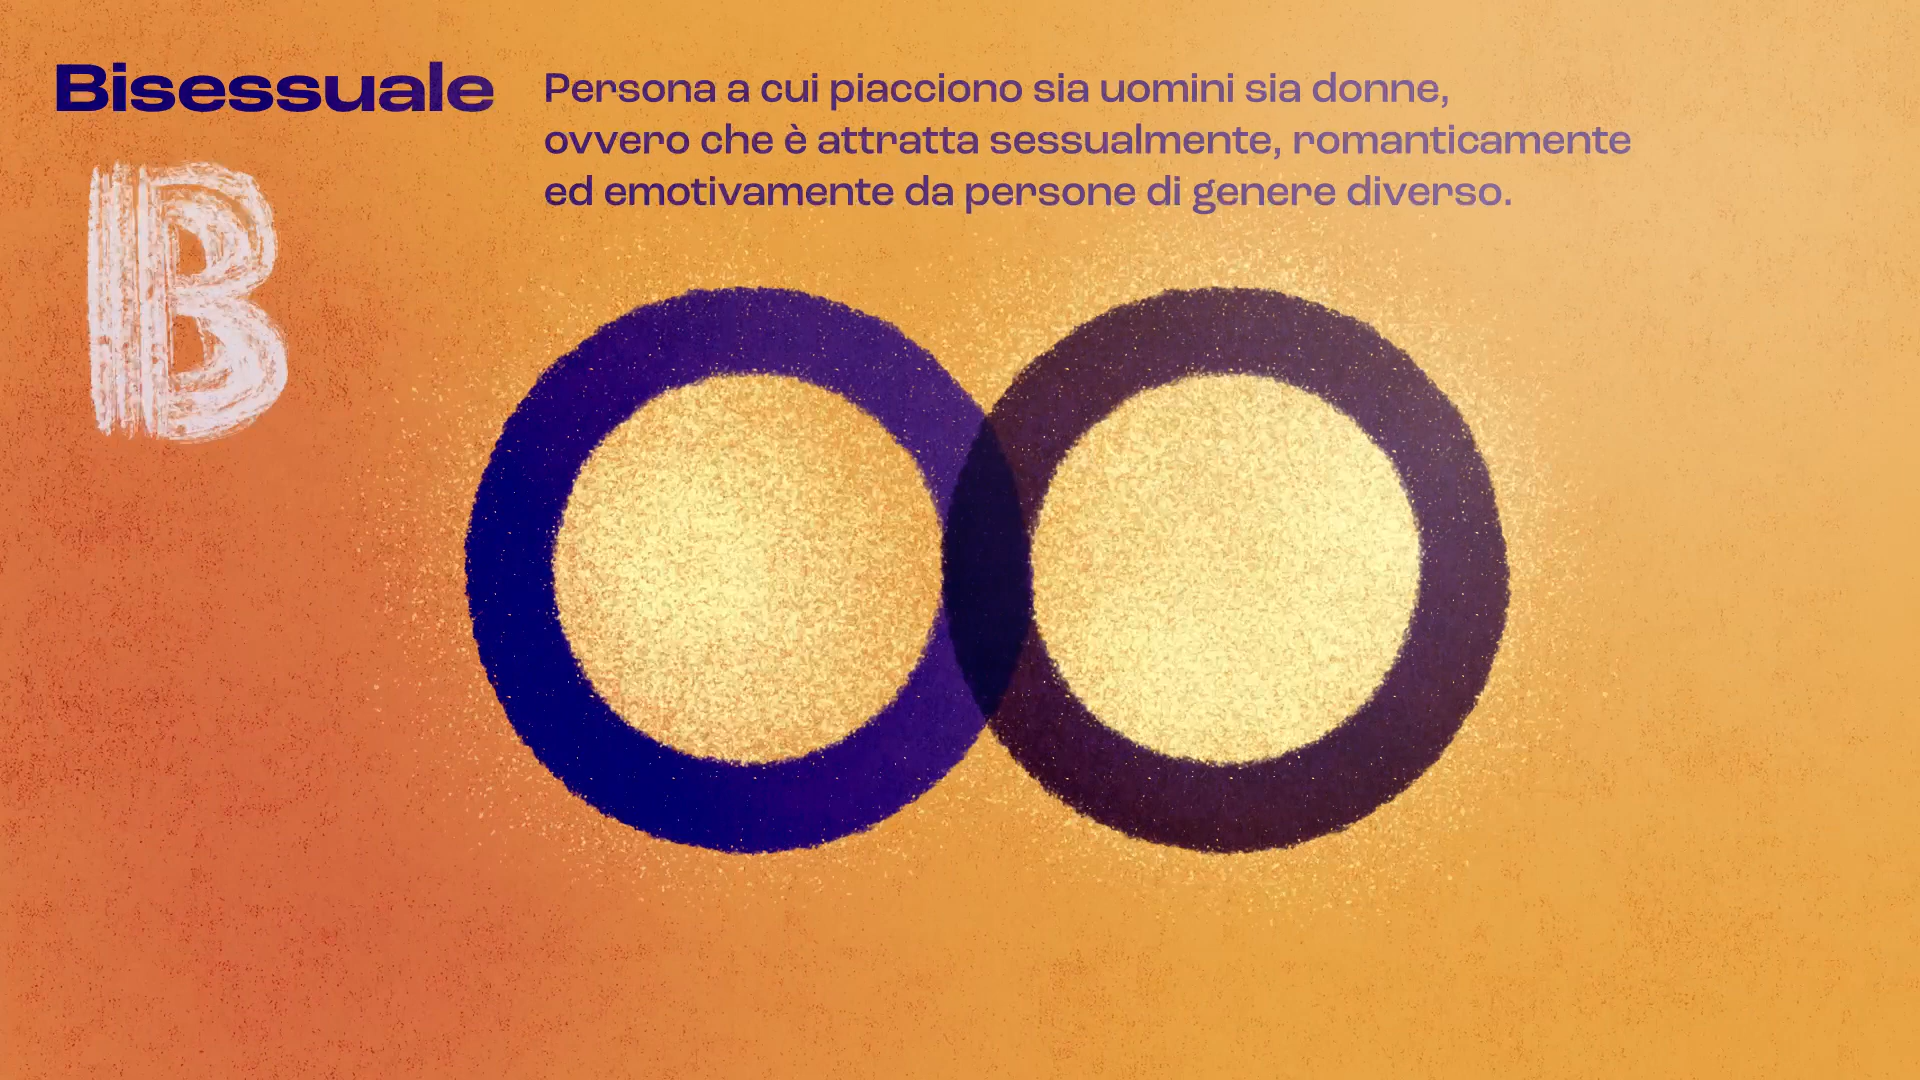 Bisessuale
Persona a cui piacciono sia uomini sia donne,
ovvero che è attratta sessualmente, romanticamente
ed emotivamente da persone di genere diverso.
B